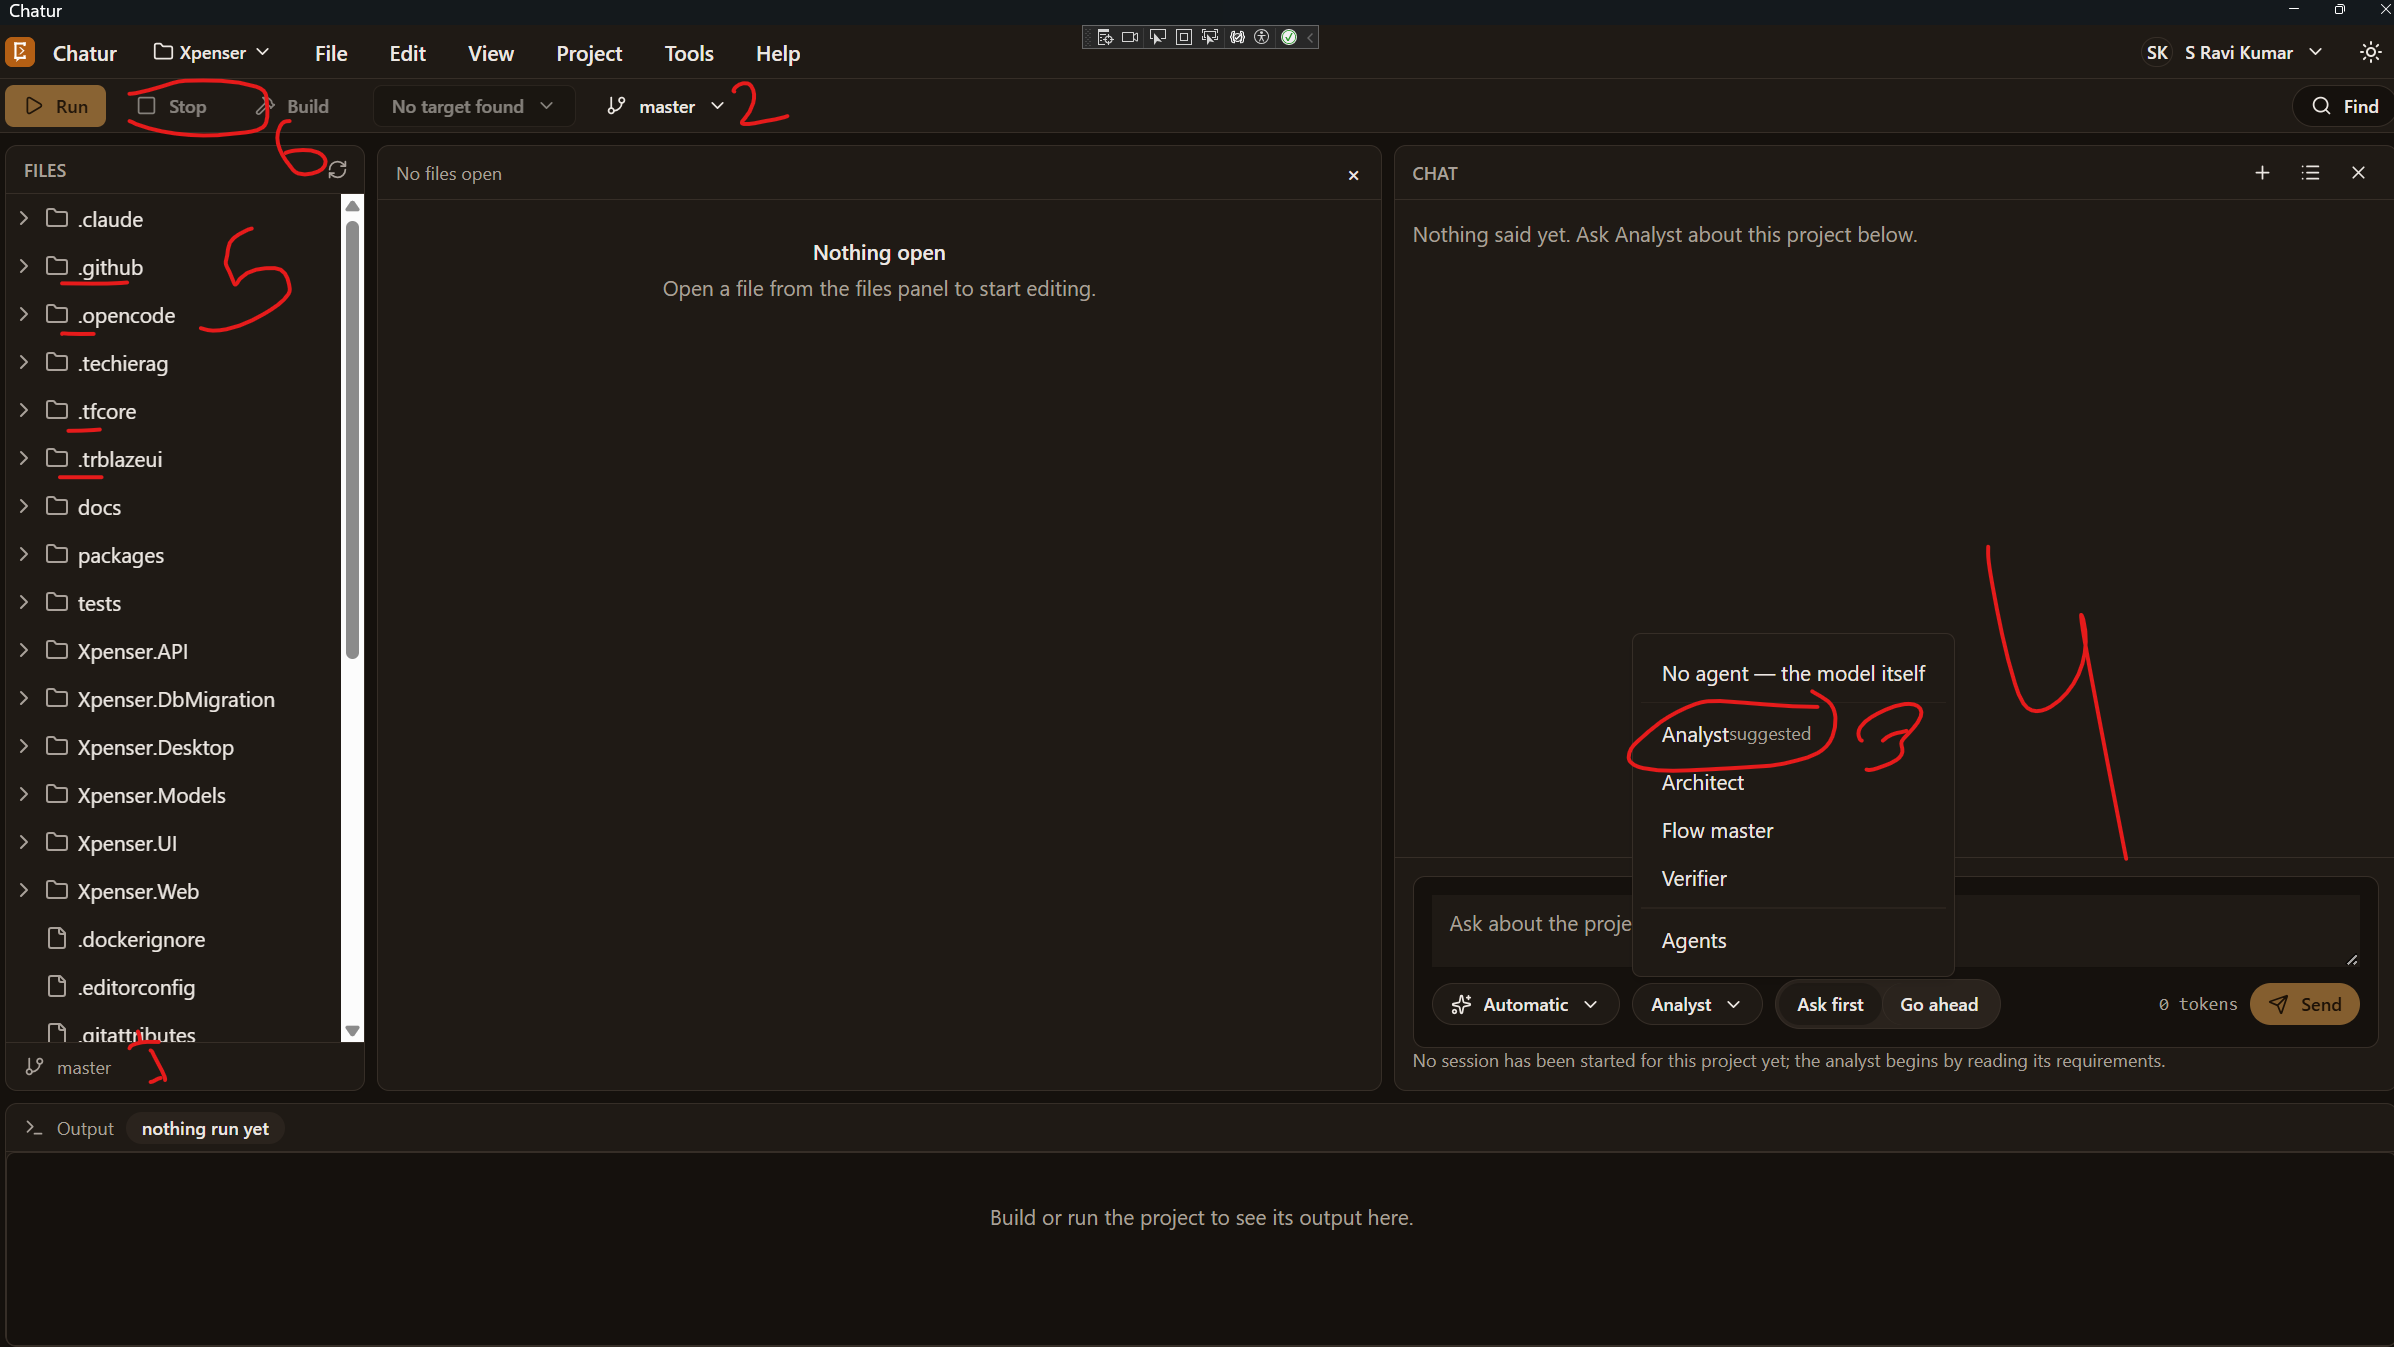 Chatur
Chatur Xpenser File Edit View Project Tools Help SK S Ravi Kumar
Run Stop Build No target found master 2 Find
6
FILES
.claude
.github
5
.opencode
.techierag
.tfcore
.trblazeui
docs
packages
tests
Xpenser.API
Xpenser.DbMigration
Xpenser.Desktop
Xpenser.Models
Xpenser.UI
Xpenser.Web
.dockerignore
.editorconfig
.gitattributes
master
No files open
Nothing open
Open a file from the files panel to start editing.
CHAT
Nothing said yet. Ask Analyst about this project below.
4
No agent — the model itself
Analyst suggested 3
Architect
Flow master
Verifier
Agents
Ask about the proje
Automatic Analyst Ask first Go ahead 0 tokens Send
No session has been started for this project yet; the analyst begins by reading its requirements.
Output nothing run yet
Build or run the project to see its output here.